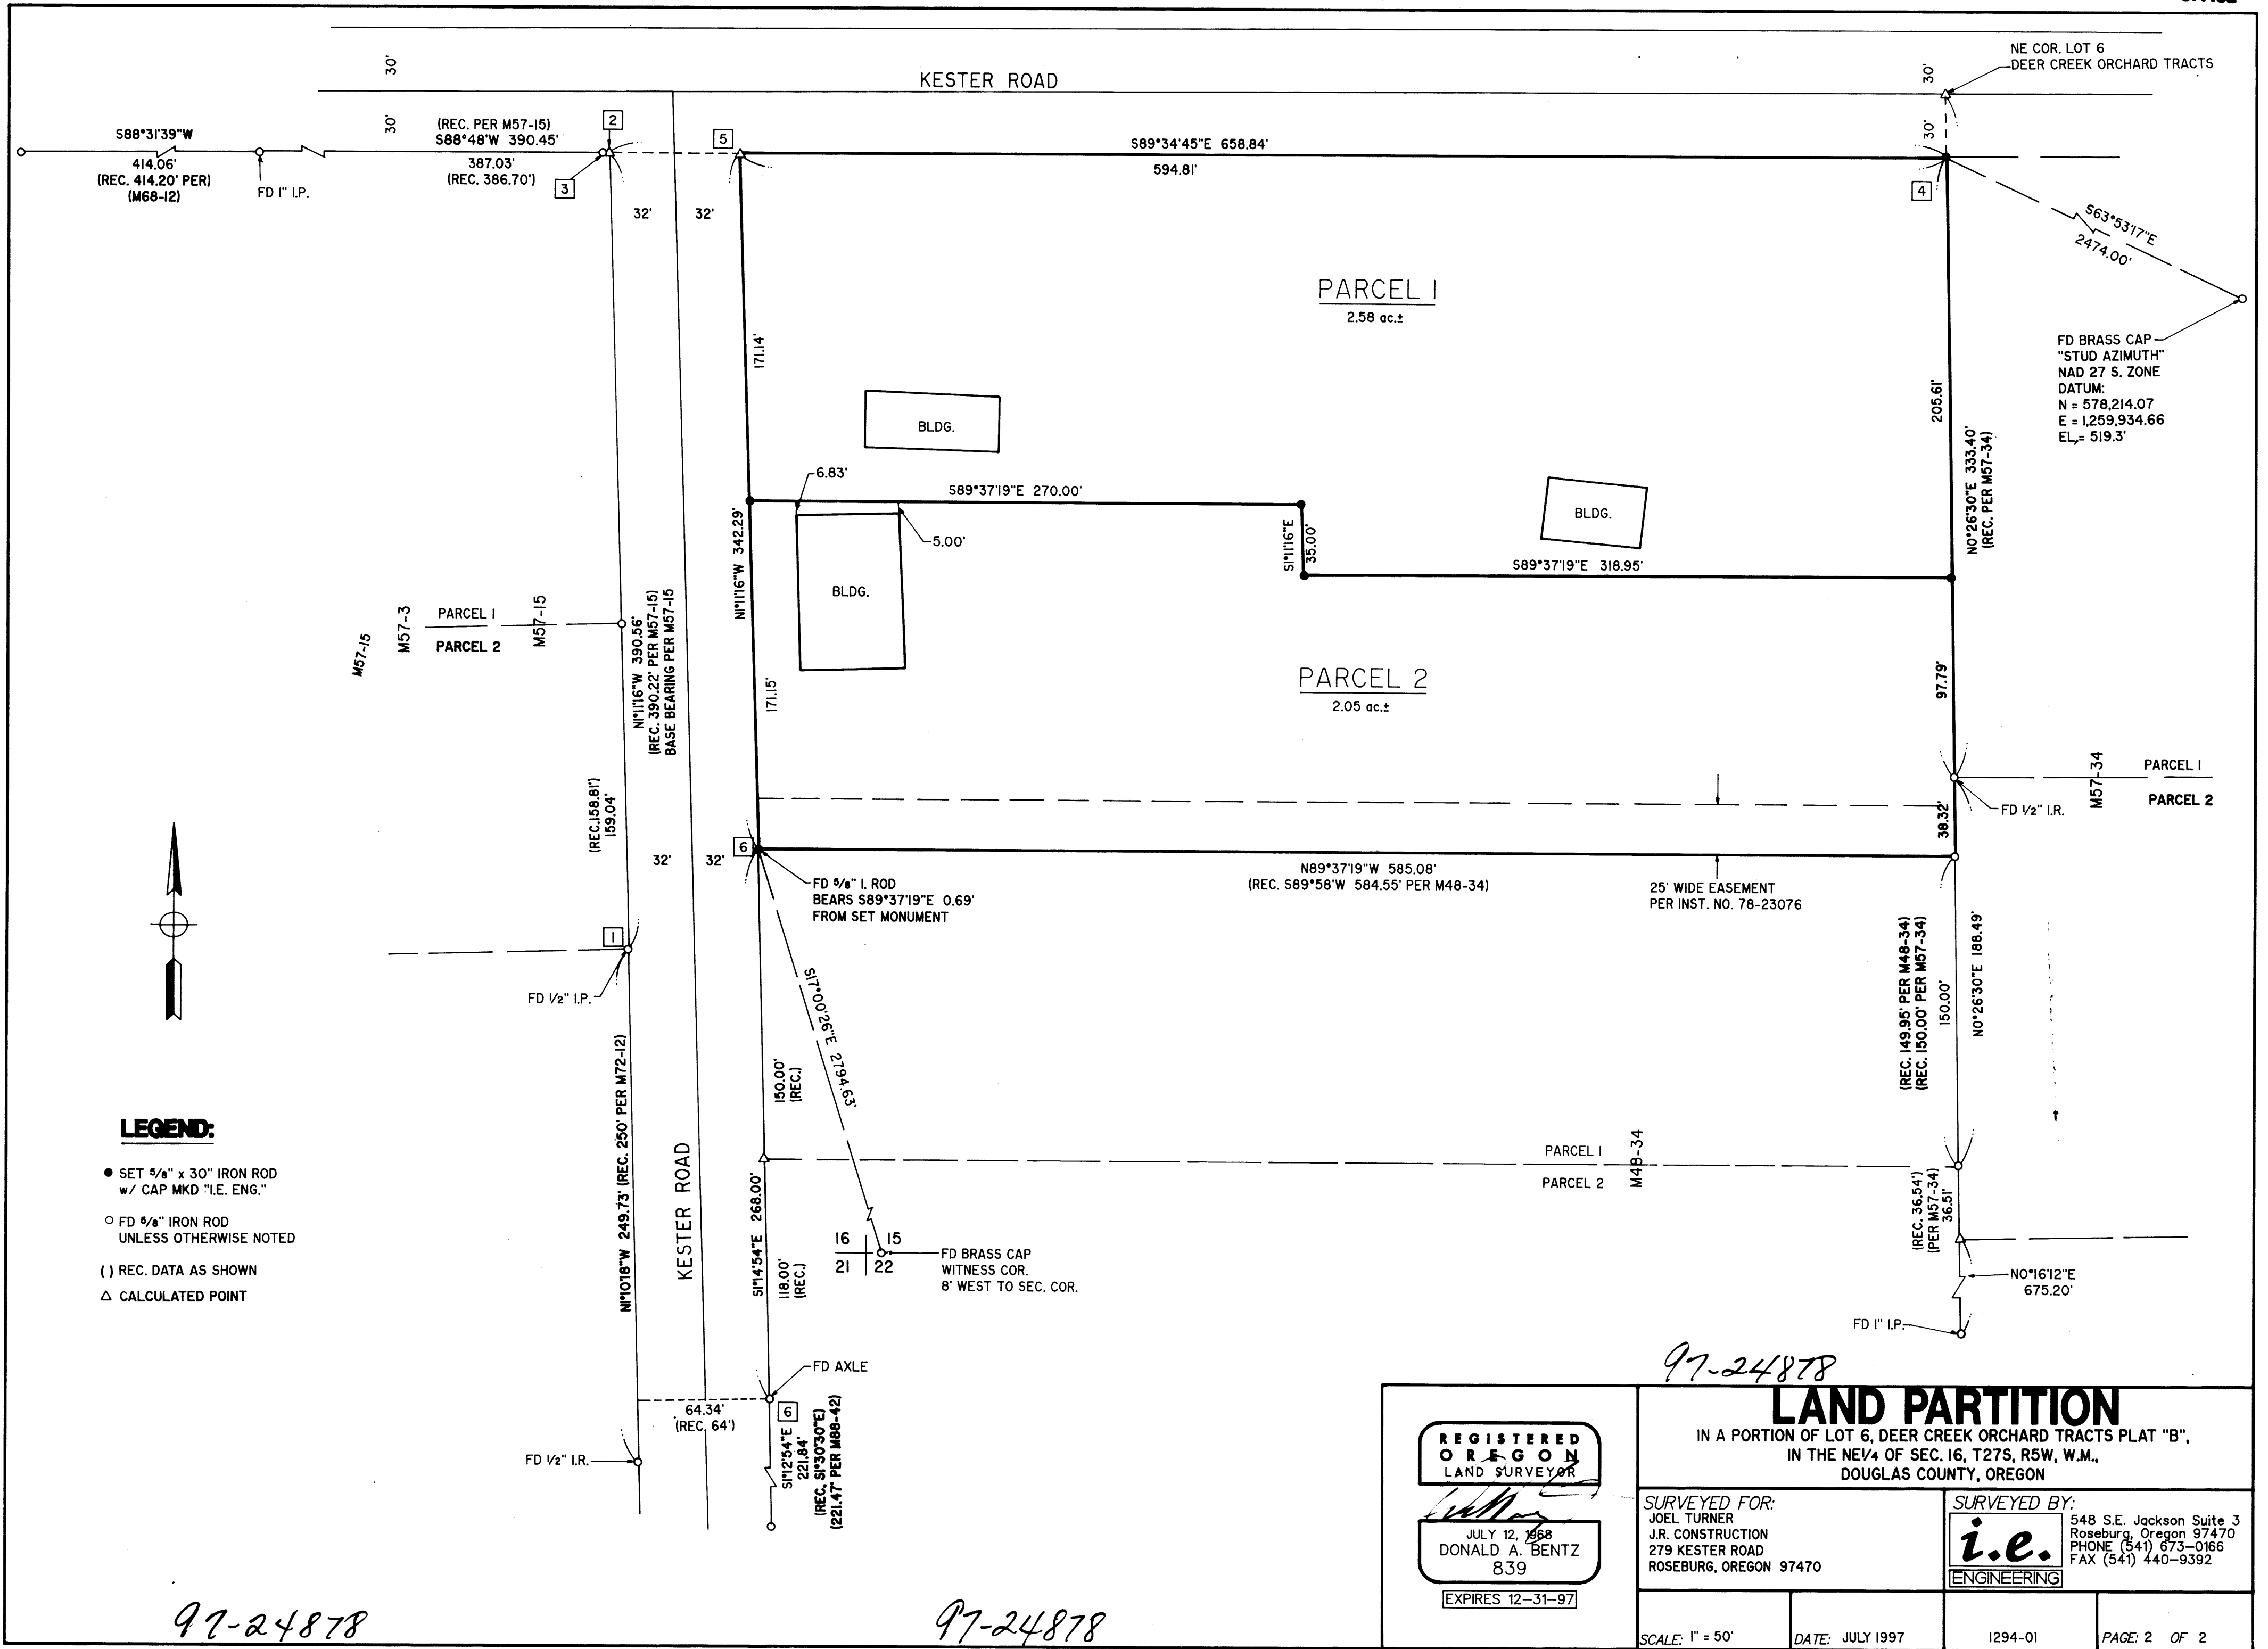 NE COR. LOT 6
DEER CREEK ORCHARD TRACTS
30'
30'
KESTER ROAD
30'
30'
S88°31'39"W
414.06'
(REC. 414.20' PER)
(M68-12)
FD 1" I.P.
(REC. PER M57-15)
S88°48'W 390.45'
387.03'
(REC. 386.70')
2
3
5
S89°34'45"E 658.84'
594.81'
4
32'
32'
S63°53'17"E
2474.00'
PARCEL 1
2.58 ac.±
FD BRASS CAP
"STUD AZIMUTH"
NAD 27 S. ZONE
DATUM:
N = 578,214.07
E = 1,259,934.66
EL,= 519.3'
171.14'
205.61'
N0°26'30"E 333.40'
(REC. PER M57-34)
BLDG.
6.83'
S89°37'19"E 270.00'
BLDG.
5.00'
S1°11'16"E
35.00'
S89°37'19"E 318.95'
N1°11'16"W 342.29'
BLDG.
M57-15
M57-3
PARCEL 1
PARCEL 2
M57-15
N1°11'16"W 390.56'
(REC. 390.22' PER M57-15)
BASE BEARING PER M57-15
171.15'
PARCEL 2
2.05 ac.±
97.79'
M57-34
PARCEL 1
PARCEL 2
FD 1/2" I.R.
38.32'
(REC.158.81')
159.04'
32'
32'
6
FD 5/8" I. ROD
BEARS S89°37'19"E 0.69'
FROM SET MONUMENT
N89°37'19"W 585.08'
(REC. S89°58'W 584.55' PER M48-34)
25' WIDE EASEMENT
PER INST. NO. 78-23076
1
FD 1/2" I.P.
S17°00'26"E 2794.63'
(REC. 149.95' PER M48-34)
(REC. 150.00' PER M57-34)
150.00'
N0°26'30"E 188.49'
N1°10'18"W 249.73' (REC. 250' PER M72-12)
150.00'
(REC.)
LEGEND:
SET 5/8" x 30" IRON ROD
w/ CAP MKD "I.E. ENG."
FD 5/8" IRON ROD
UNLESS OTHERWISE NOTED
( ) REC. DATA AS SHOWN
CALCULATED POINT
KESTER ROAD
S1°14'54"E 268.00'
118.00'
(REC.)
PARCEL 1
PARCEL 2
M48-34
(REC. 36.54')
(PER M57-34)
36.51'
16 15
21 22
FD BRASS CAP
WITNESS COR.
8' WEST TO SEC. COR.
N0°16'12"E
675.20'
FD 1" I.P.
FD AXLE
64.34'
(REC. 64')
6
FD 1/2" I.R.
S1°12'54"E
221.84'
(REC. S1°30'30"E)
(221.47' PER M88-42)
97-24878
REGISTERED
OREGON
LAND SURVEYOR
JULY 12, 1968
DONALD A. BENTZ
839
EXPIRES 12-31-97
LAND PARTITION
IN A PORTION OF LOT 6, DEER CREEK ORCHARD TRACTS PLAT "B",
IN THE NE1/4 OF SEC. 16, T27S, R5W, W.M.,
DOUGLAS COUNTY, OREGON
SURVEYED FOR:
JOEL TURNER
J.R. CONSTRUCTION
279 KESTER ROAD
ROSEBURG, OREGON 97470
SURVEYED BY:
i.e.
ENGINEERING
548 S.E. Jackson Suite 3
Roseburg, Oregon 97470
PHONE (541) 673-0166
FAX (541) 440-9392
SCALE: 1" = 50'
DATE: JULY 1997
1294-01
PAGE: 2 OF 2
97-24878
97-24878